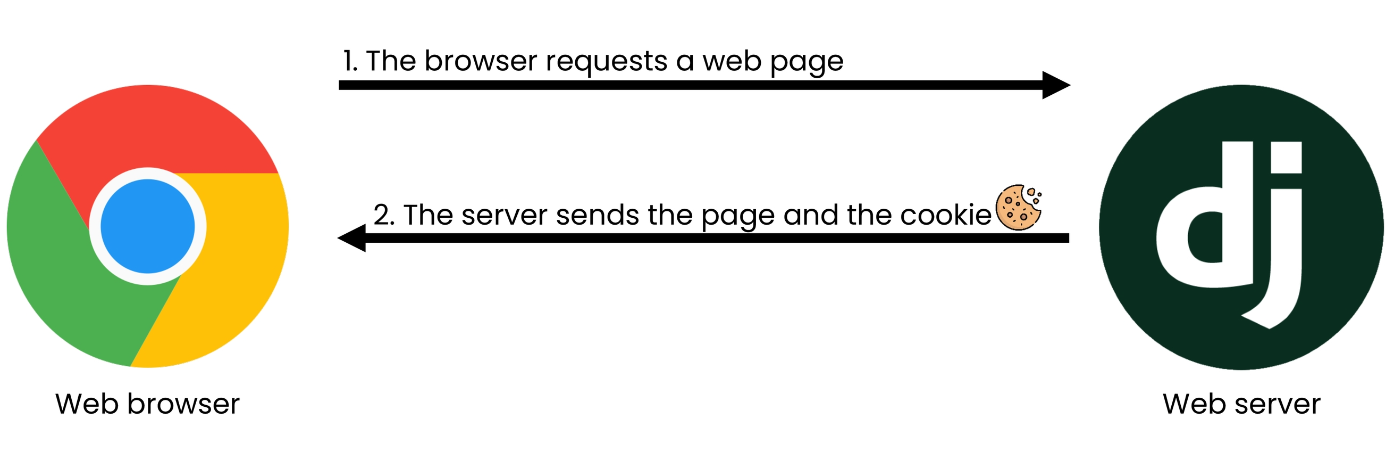 1. The browser requests a web page
2. The server sends the page and the cookie
dj
Web browser
Web server